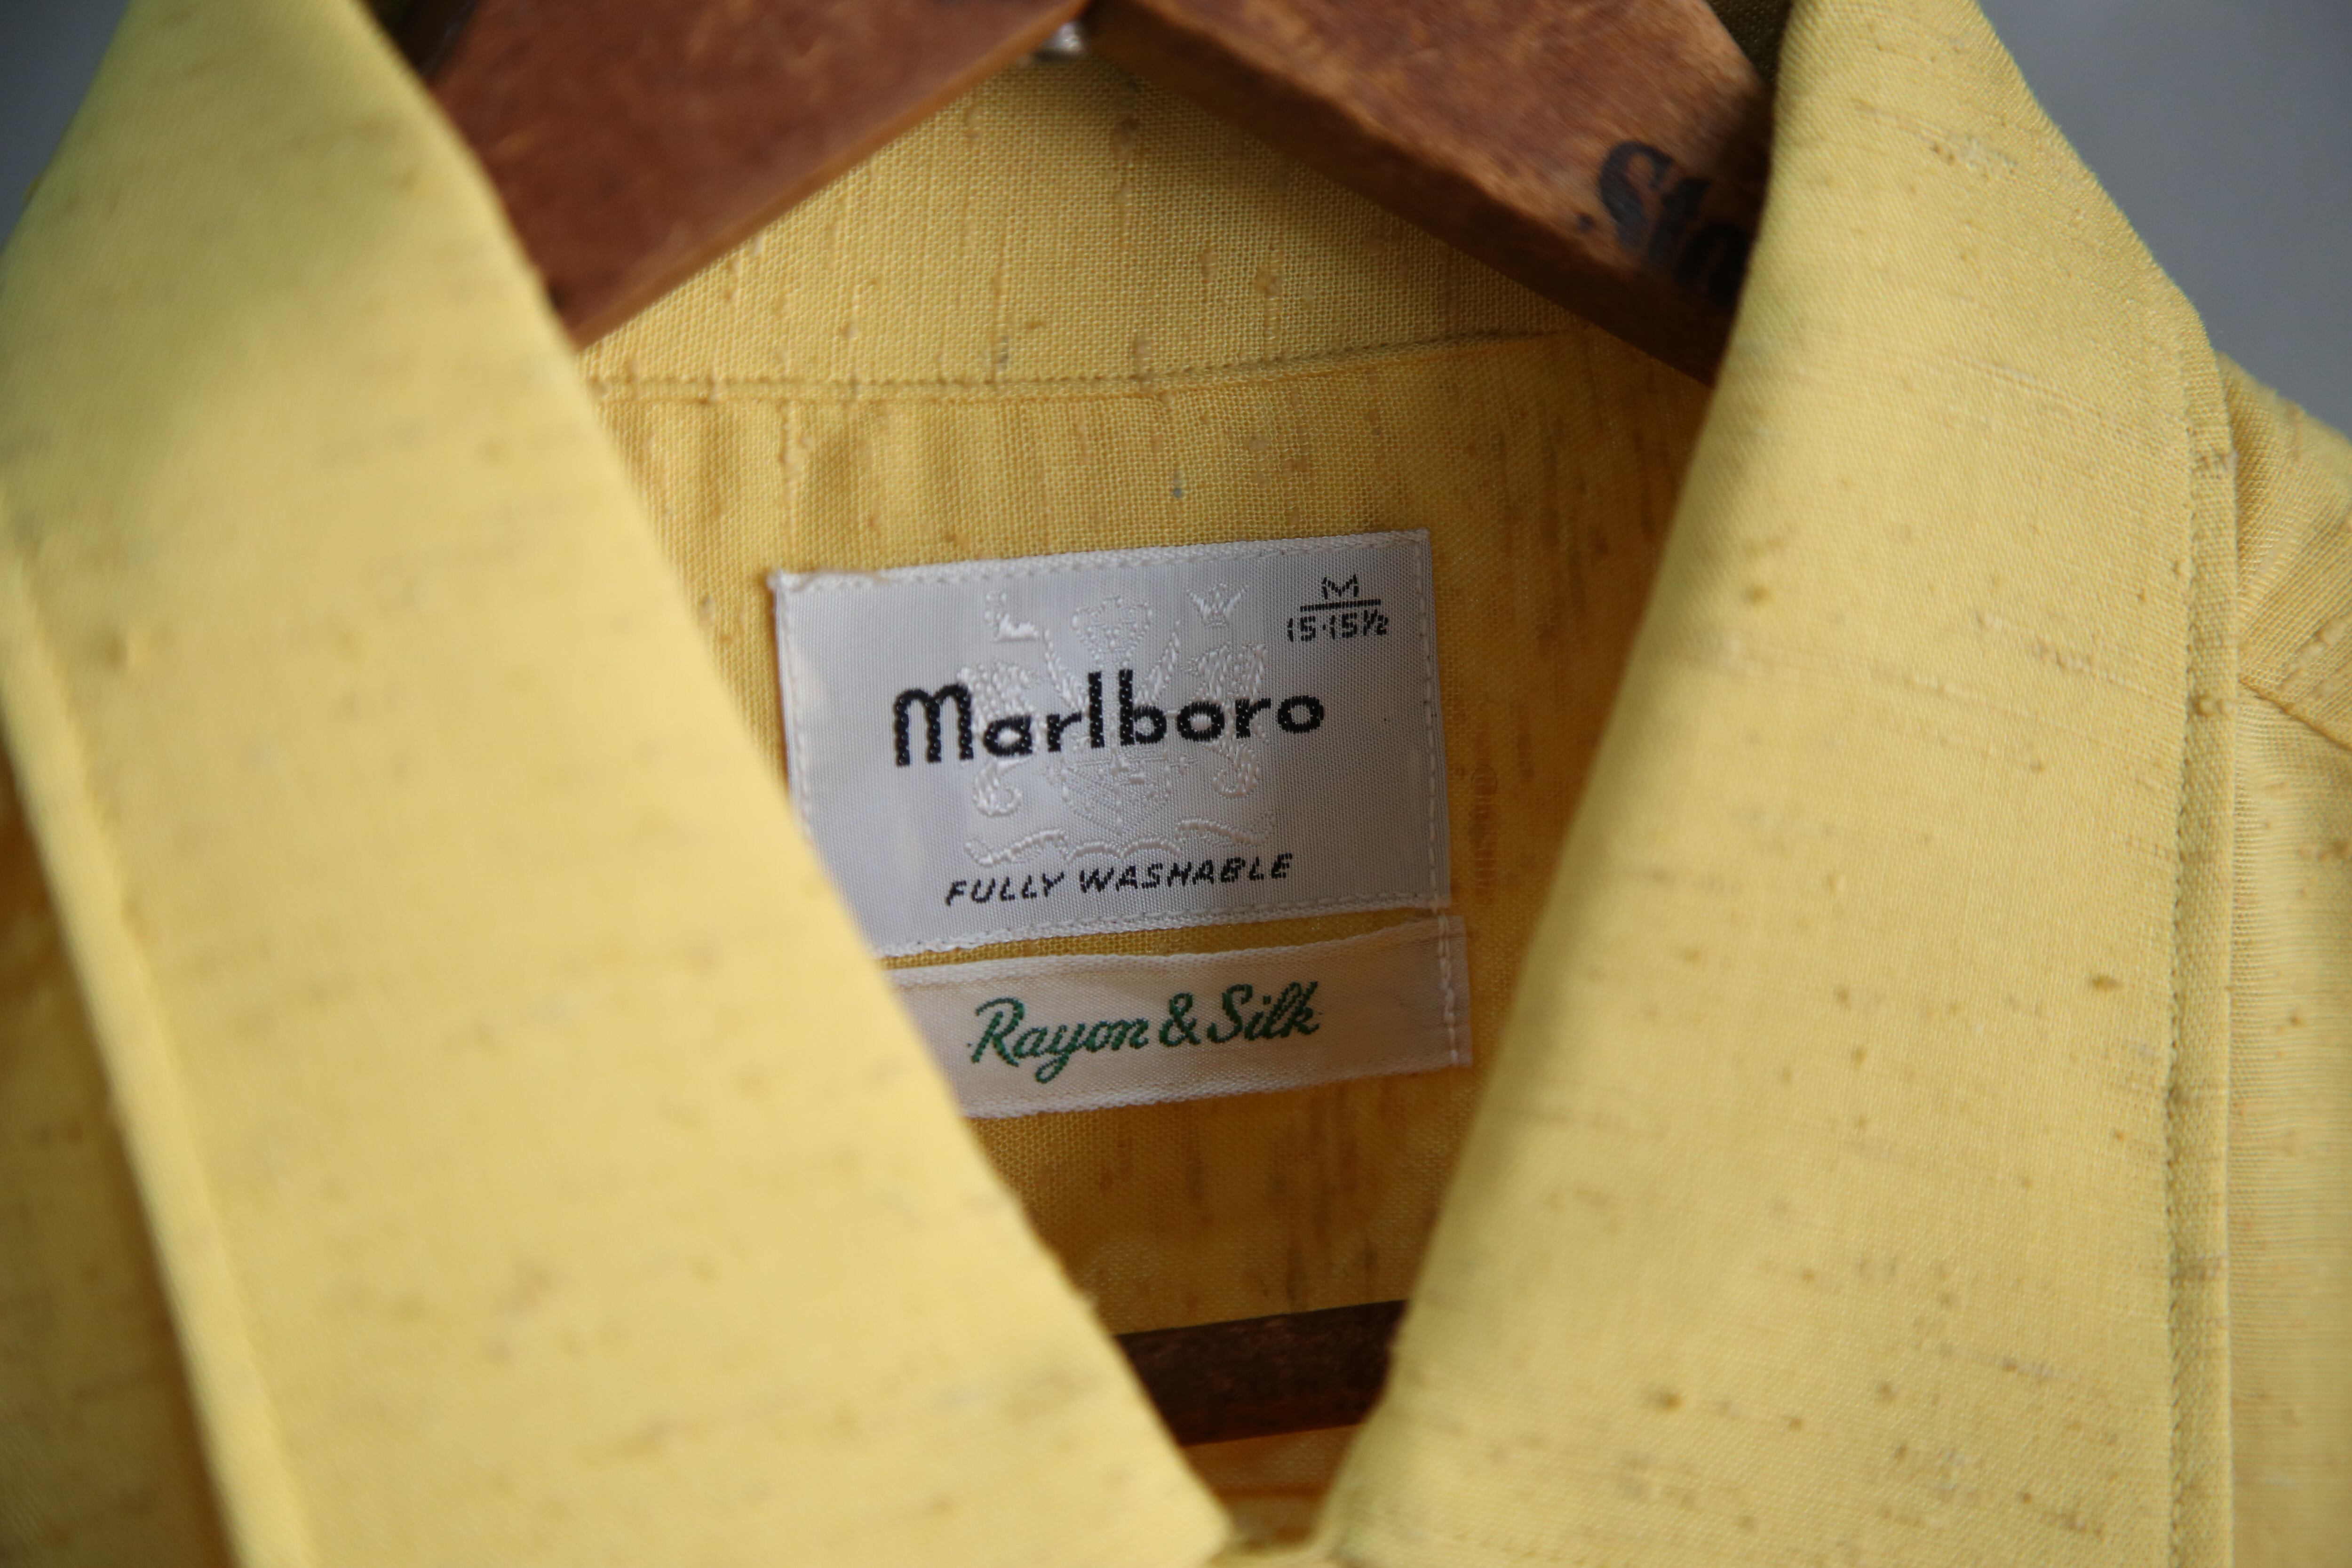 M
15·15½
Marlboro
FULLY WASHABLE
Rayon & Silk